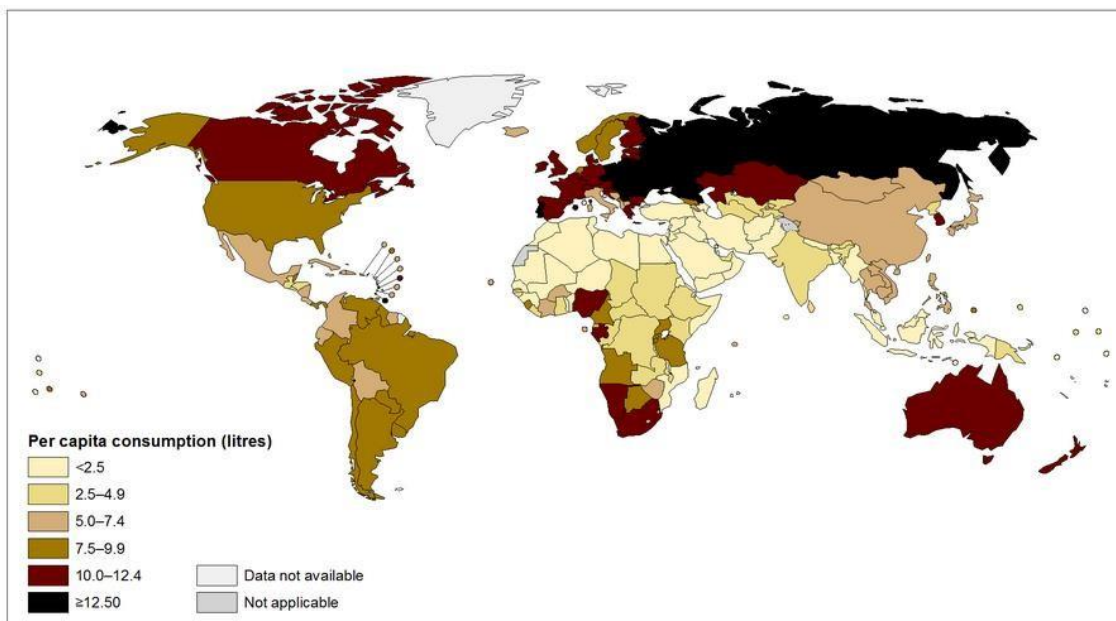 Per capita consumption (litres)
<2.5
2.5–4.9
5.0–7.4
7.5–9.9
10.0–12.4
≥12.50
Data not available
Not applicable